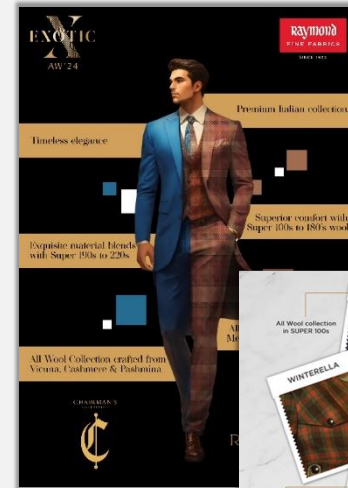 EXOTIC
X
AW'24
Raymond
FINE FABRICS
SINCE 1925
Premium Italian collection
Timeless elegance
Superior comfort with
Super 100s to 180's wool
Exquisite material blends
with Super 190s to 220s
All Wool Collection crafted from
Vicuna, Cashmere & Pashmina
CHAIRMAN'S
All Wool collection
in SUPER 100s
WINTERELLA